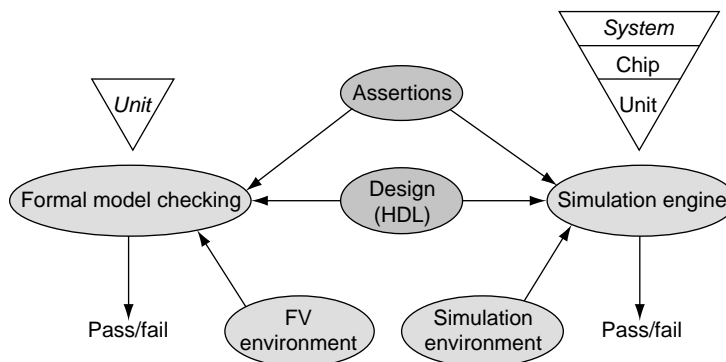 System
Chip
Unit
Unit
Assertions
Formal model checking
Design
(HDL)
Simulation engine
Pass/fail
FV
environment
Simulation
environment
Pass/fail